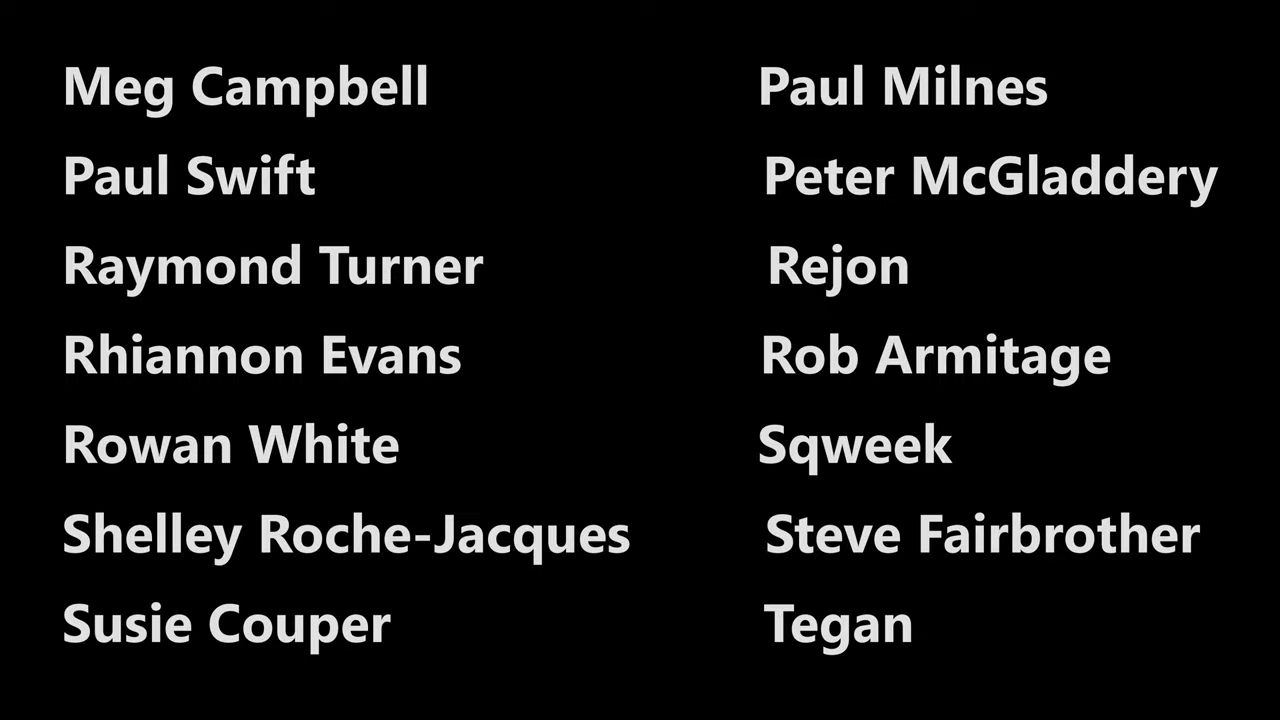 Meg Campbell
Paul Swift
Raymond Turner
Rhiannon Evans
Rowan White
Shelley Roche-Jacques
Susie Couper
Paul Milnes
Peter McGladdery
Rejon
Rob Armitage
Sqweek
Steve Fairbrother
Tegan